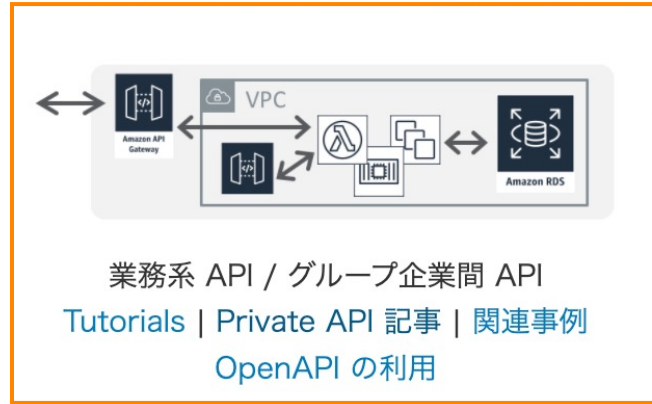 VPC
Amazon API
Gateway
Amazon RDS
業務系 API / グループ企業間 API
Tutorials | Private API 記事 | 関連事例
OpenAPI の利用